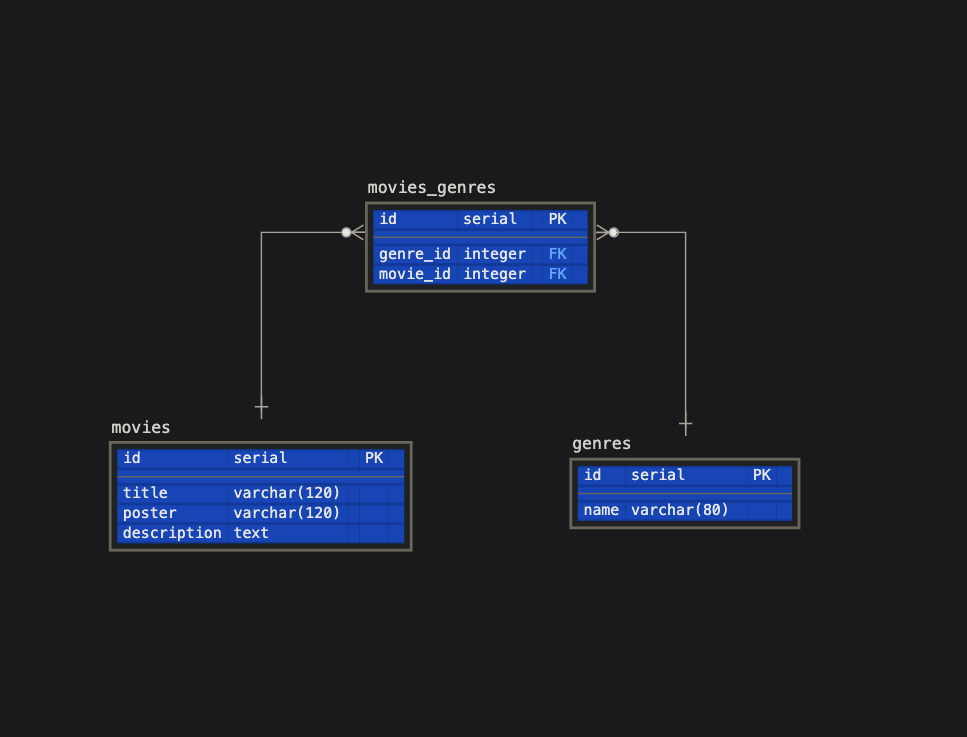 movies_genres
id serial PK
genre_id integer FK
movie_id integer FK
movies
id serial PK
title varchar(120)
poster varchar(120)
description text
genres
id serial PK
name varchar(80)